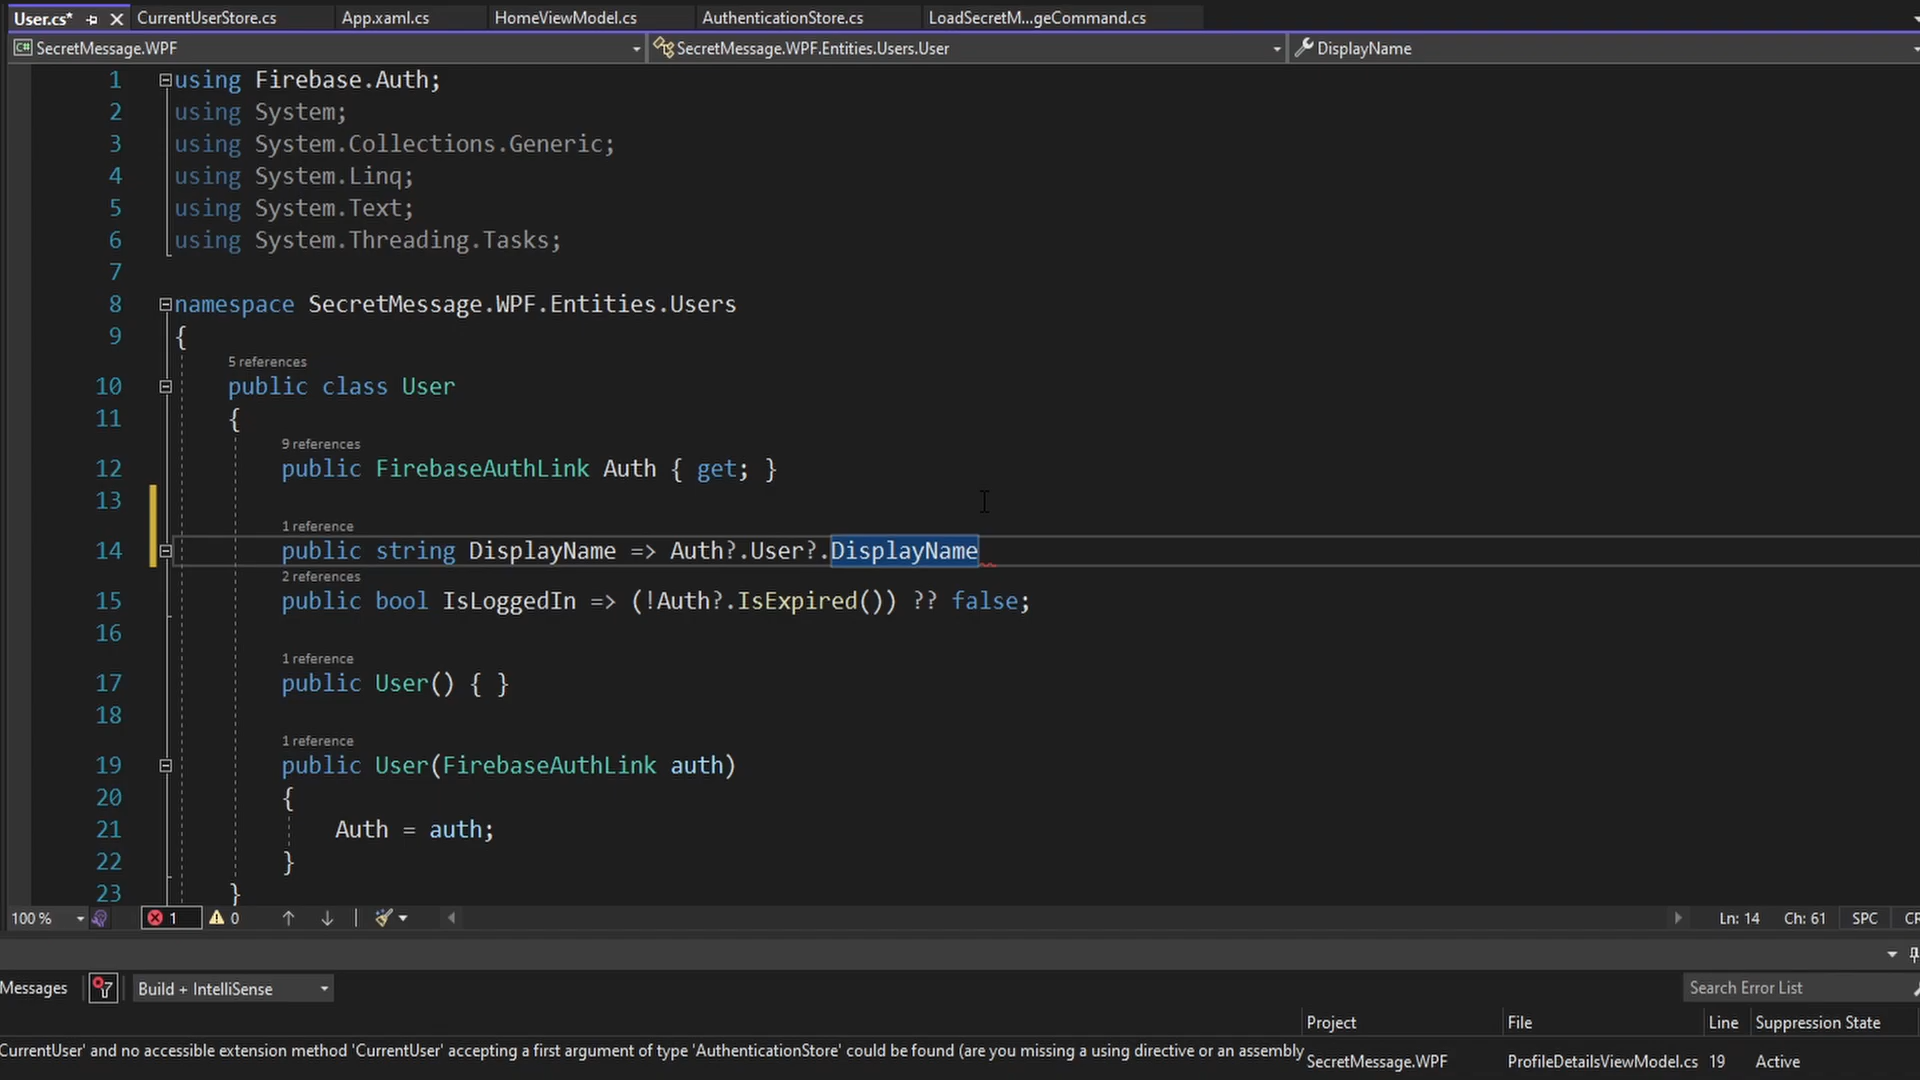 User.cs* CurrentUserStore.cs App.xaml.cs HomeViewModel.cs AuthenticationStore.cs LoadSecretM...geCommand.cs
C# SecretMessage.WPF SecretMessage.WPF.Entities.Users.User DisplayName
1 using Firebase.Auth;
2 using System;
3 using System.Collections.Generic;
4 using System.Linq;
5 using System.Text;
6 using System.Threading.Tasks;
7
8 namespace SecretMessage.WPF.Entities.Users
9 {
5 references
10 public class User
11 {
9 references
12 public FirebaseAuthLink Auth { get; }
13
1 reference
14 public string DisplayName => Auth?.User?.DisplayName
2 references
15 public bool IsLoggedIn => (!Auth?.IsExpired()) ?? false;
16
1 reference
17 public User() { }
18
1 reference
19 public User(FirebaseAuthLink auth)
20 {
21 Auth = auth;
22 }
23 }
100 % 1 0 Ln: 14 Ch: 61 SPC CR
Messages Build + IntelliSense Search Error List
Project File Line Suppression State
CurrentUser' and no accessible extension method 'CurrentUser' accepting a first argument of type 'AuthenticationStore' could be found (are you missing a using directive or an assembly SecretMessage.WPF ProfileDetailsViewModel.cs 19 Active